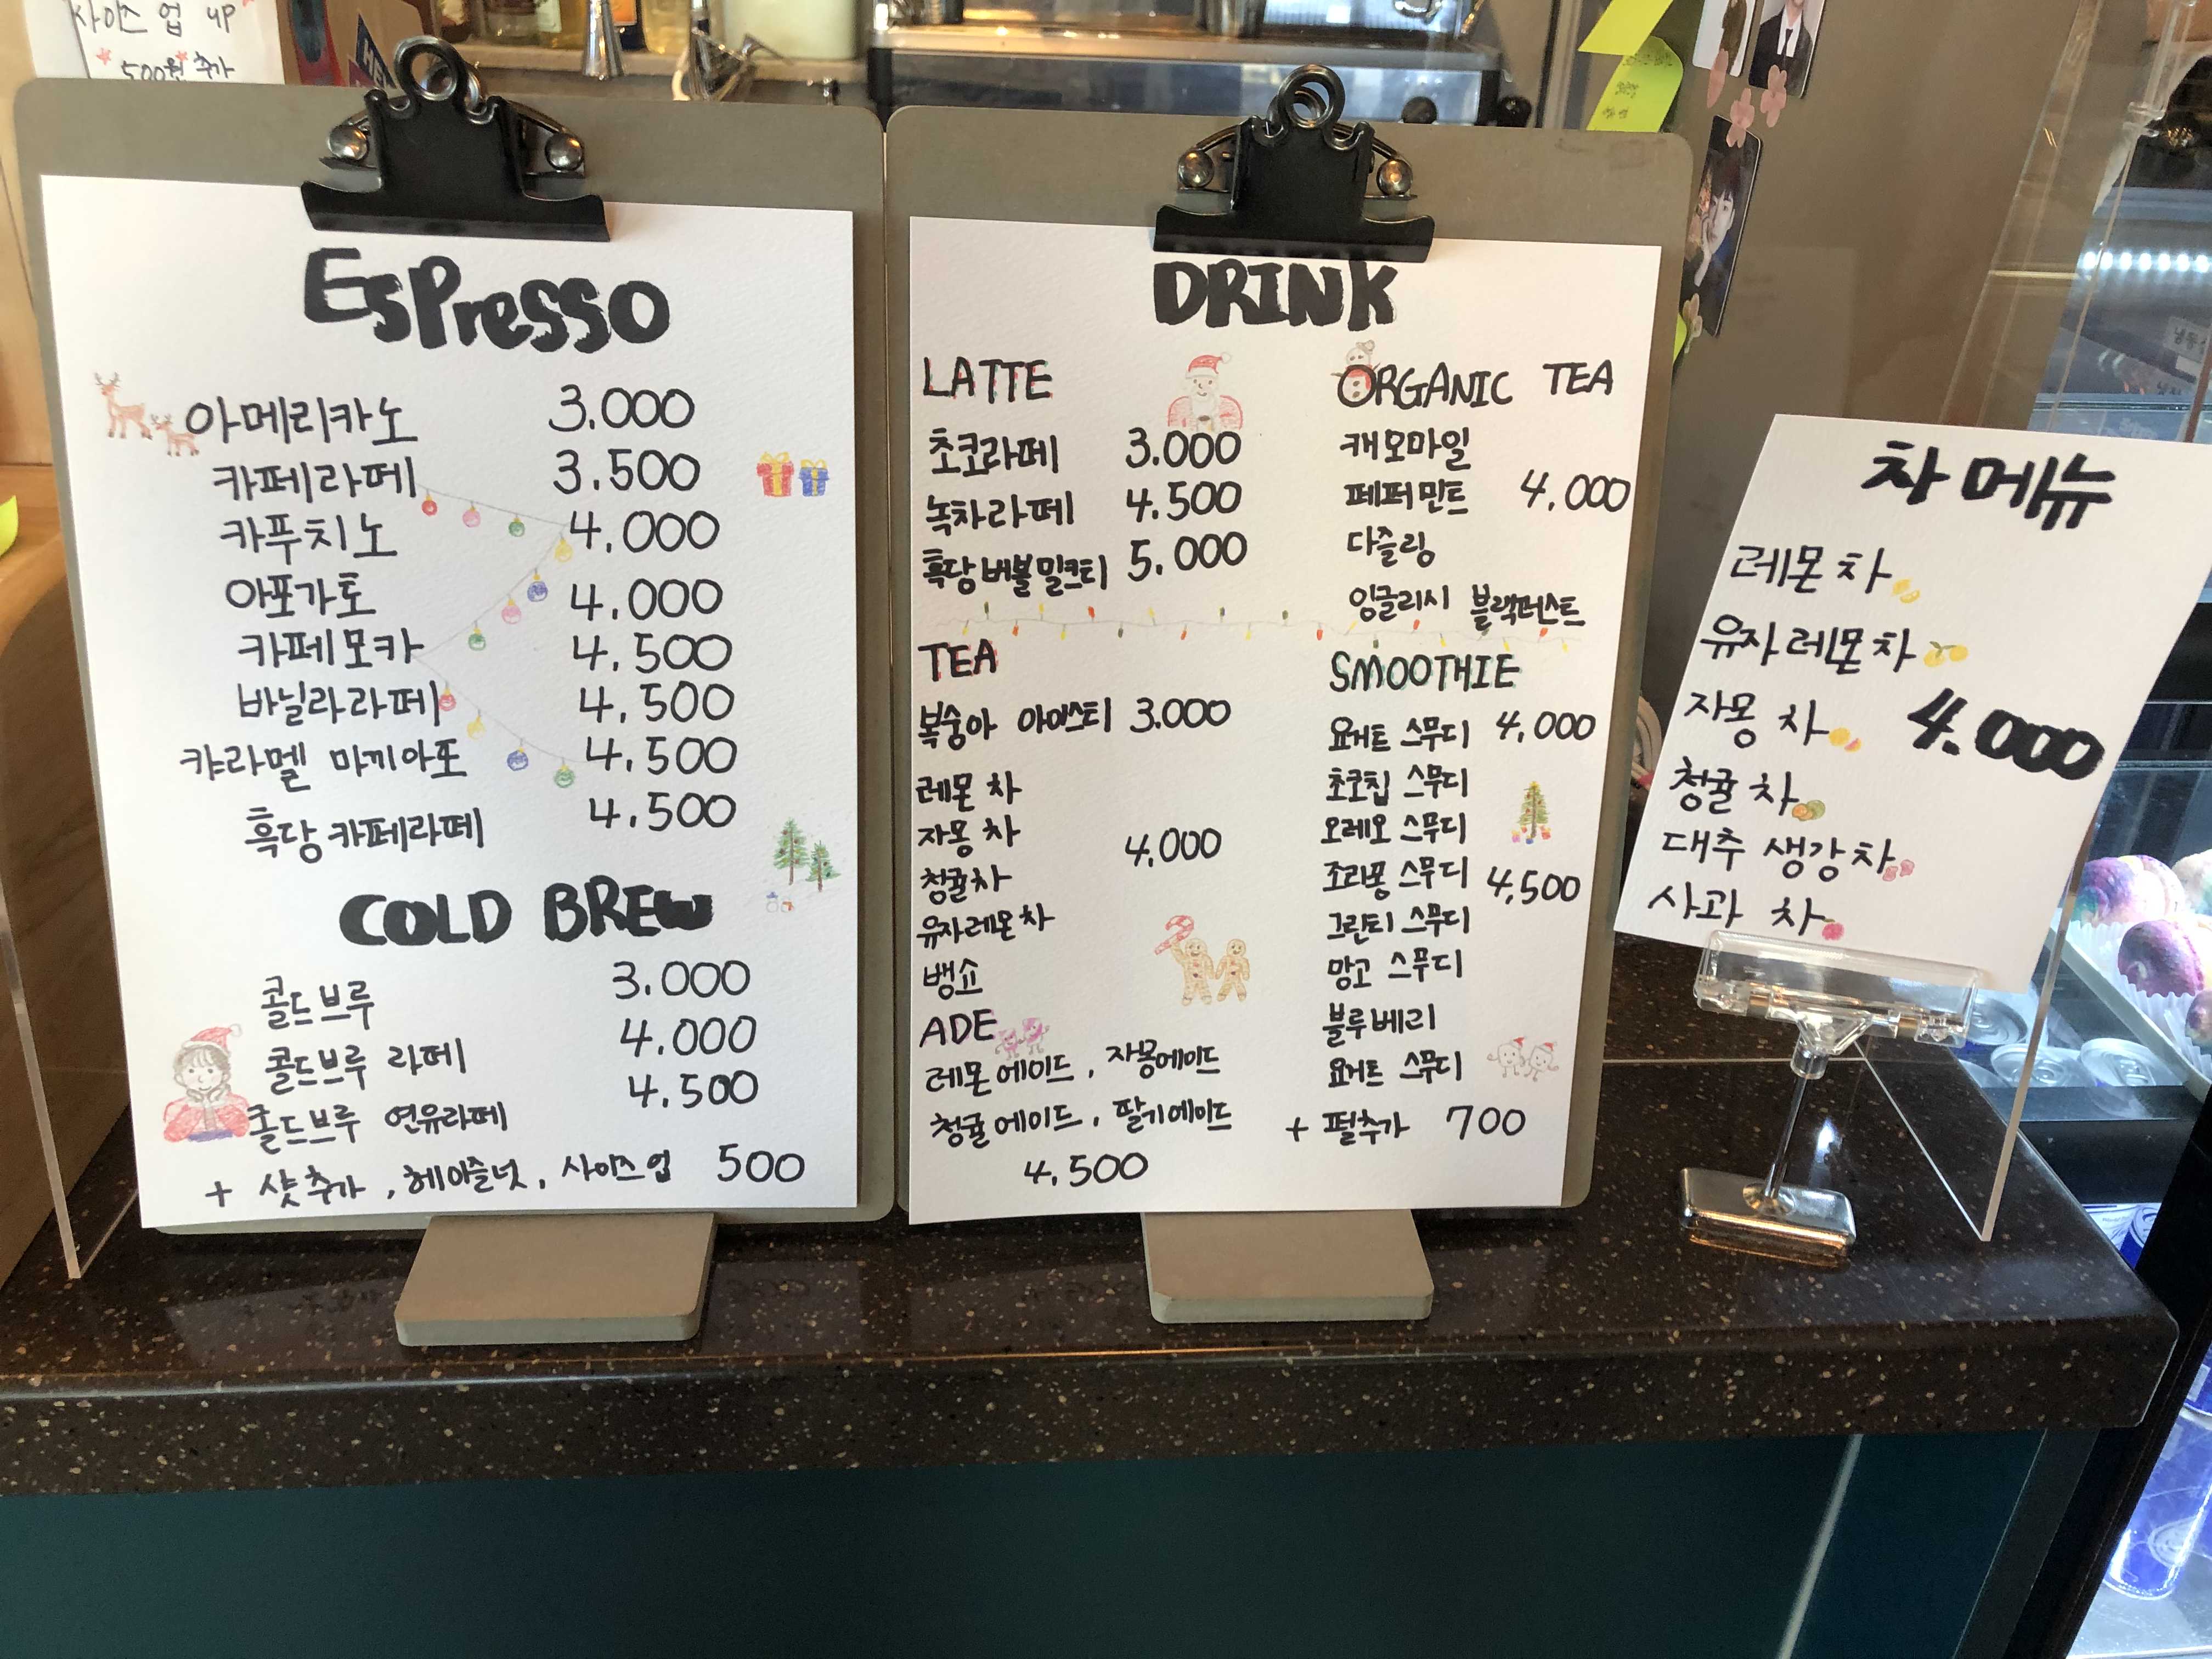 사이즈 업 UP
500원 추가
Espresso
아메리카노 3.000
카페라떼 3.500
카푸치노 4.000
아포가토 4.000
카페모카 4.500
바닐라라떼 4.500
캬라멜 마끼아또 4.500
흑당카페라떼 4.500
COLD BREW
콜드브루 3.000
콜드브루 라떼 4.000
콜드브루 연유라떼 4.500
+ 샷추가, 헤이즐넛, 사이즈업 500
DRINK
LATTE
초코라떼 3.000
녹차라떼 4.500
흑당버블밀크티 5.000
TEA
복숭아 아이스티 3.000
레몬 차
자몽 차
4.000
청귤차
유자레몬차
뱅쇼
ADE
레몬에이드, 자몽에이드
청귤에이드, 딸기에이드
4.500
ORGANIC TEA
캐모마일
페퍼민트 4,000
다즐링
잉글리시 블랙퍼스트
SMOOTHIE
요거트 스무디 4,000
초코칩 스무디
오레오 스무디
조리퐁 스무디 4,500
그린티 스무디
망고 스무디
블루베리
요거트 스무디
+ 펄추가 700
차 메뉴
레몬 차
유자 레몬 차
자몽 차 4.000
청귤 차
대추 생강차
사과 차